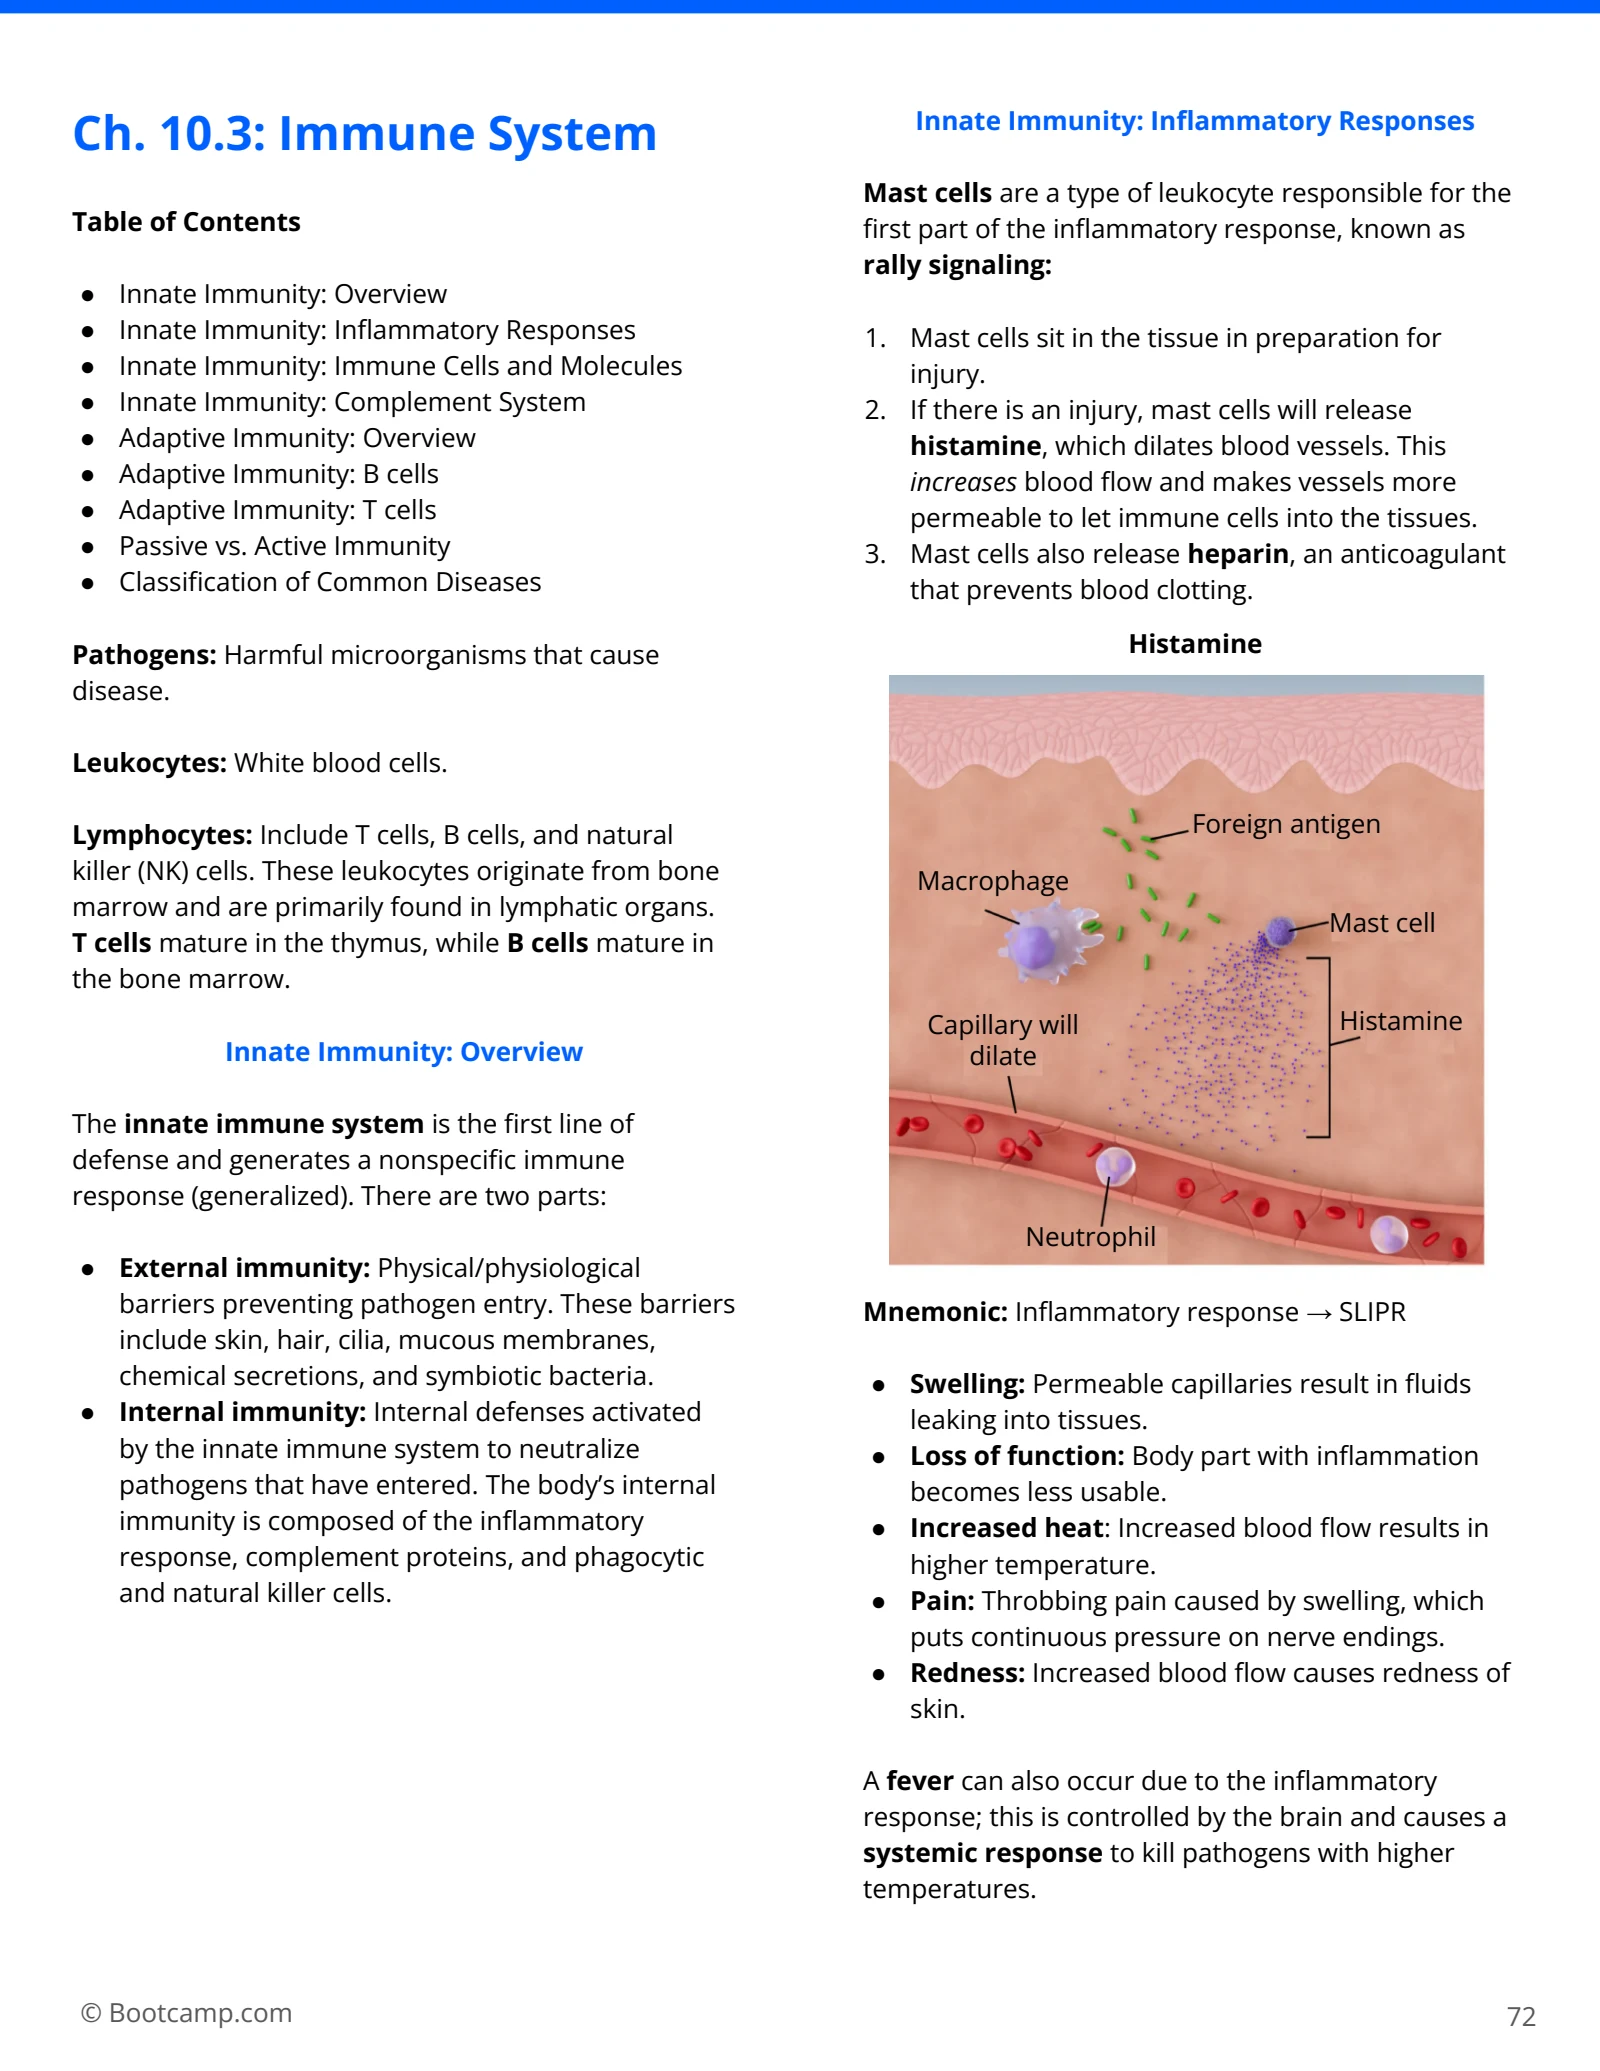 Ch. 10.3: Immune System
Table of Contents
● Innate Immunity: Overview
● Innate Immunity: Inflammatory Responses
● Innate Immunity: Immune Cells and Molecules
● Innate Immunity: Complement System
● Adaptive Immunity: Overview
● Adaptive Immunity: B cells
● Adaptive Immunity: T cells
● Passive vs. Active Immunity
● Classification of Common Diseases
Pathogens: Harmful microorganisms that cause
disease.
Leukocytes: White blood cells.
Lymphocytes: Include T cells, B cells, and natural
killer (NK) cells. These leukocytes originate from bone
marrow and are primarily found in lymphatic organs.
T cells mature in the thymus, while B cells mature in
the bone marrow.
Innate Immunity: Overview
The innate immune system is the first line of
defense and generates a nonspecific immune
response (generalized). There are two parts:
● External immunity: Physical/physiological
barriers preventing pathogen entry. These barriers
include skin, hair, cilia, mucous membranes,
chemical secretions, and symbiotic bacteria.
● Internal immunity: Internal defenses activated
by the innate immune system to neutralize
pathogens that have entered. The body’s internal
immunity is composed of the inflammatory
response, complement proteins, and phagocytic
and natural killer cells.
Innate Immunity: Inflammatory Responses
Mast cells are a type of leukocyte responsible for the
first part of the inflammatory response, known as
rally signaling:
1. Mast cells sit in the tissue in preparation for
injury.
2. If there is an injury, mast cells will release
histamine, which dilates blood vessels. This
increases blood flow and makes vessels more
permeable to let immune cells into the tissues.
3. Mast cells also release heparin, an anticoagulant
that prevents blood clotting.
Histamine
Foreign antigen
Macrophage
Mast cell
Histamine
Capillary will
dilate
Neutrophil
Mnemonic: Inflammatory response → SLIPR
● Swelling: Permeable capillaries result in fluids
leaking into tissues.
● Loss of function: Body part with inflammation
becomes less usable.
● Increased heat: Increased blood flow results in
higher temperature.
● Pain: Throbbing pain caused by swelling, which
puts continuous pressure on nerve endings.
● Redness: Increased blood flow causes redness of
skin.
A fever can also occur due to the inflammatory
response; this is controlled by the brain and causes a
systemic response to kill pathogens with higher
temperatures.
© Bootcamp.com
72